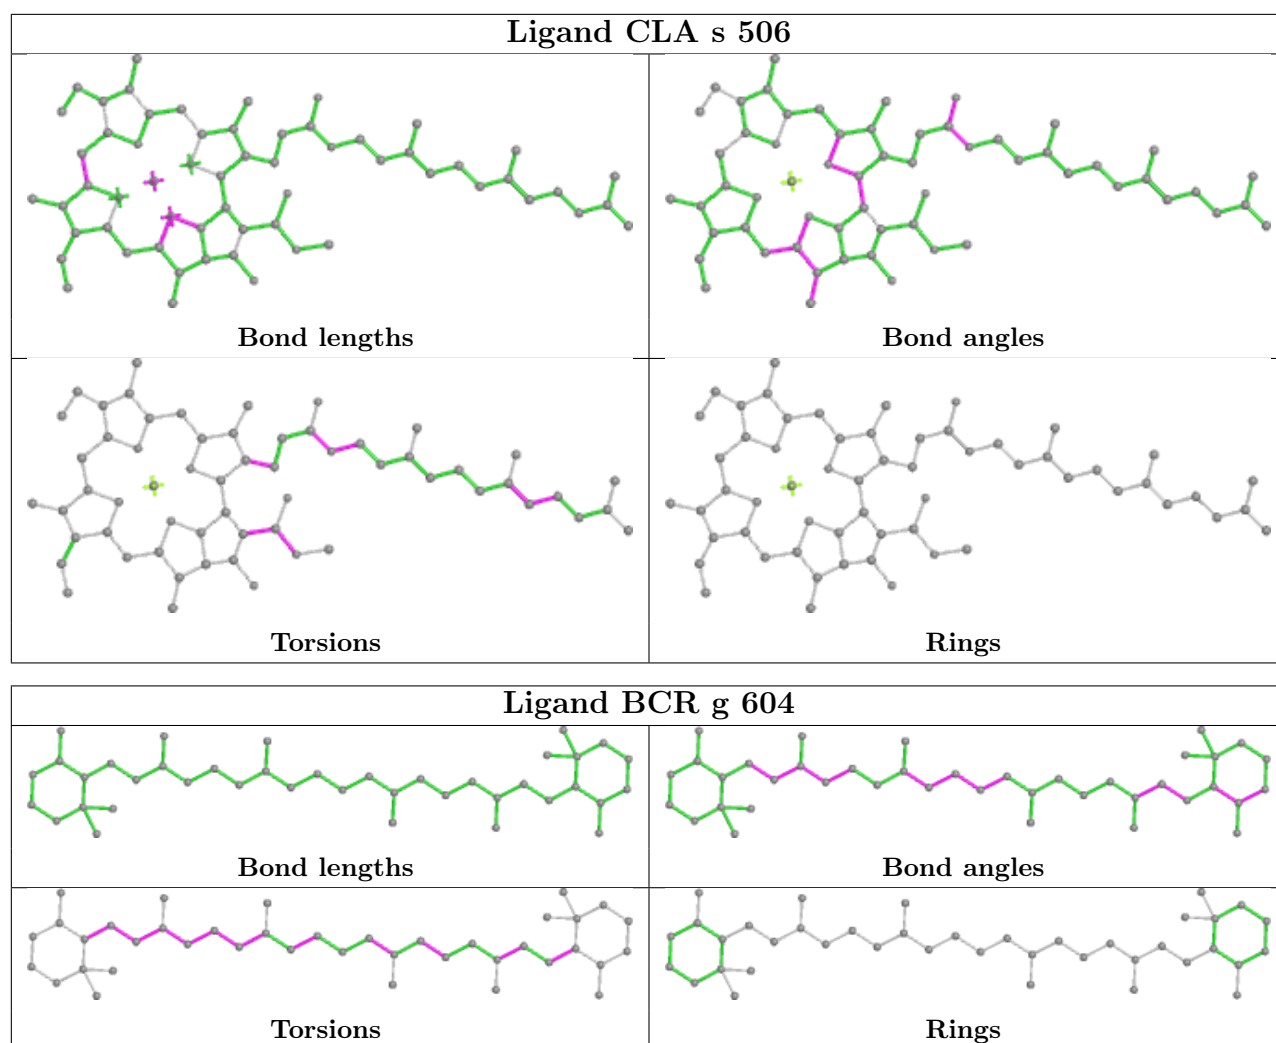 Ligand CLA s 506
Bond lengths
Bond angles
Torsions
Rings
Ligand BCR g 604
Bond lengths
Bond angles
Torsions
Rings